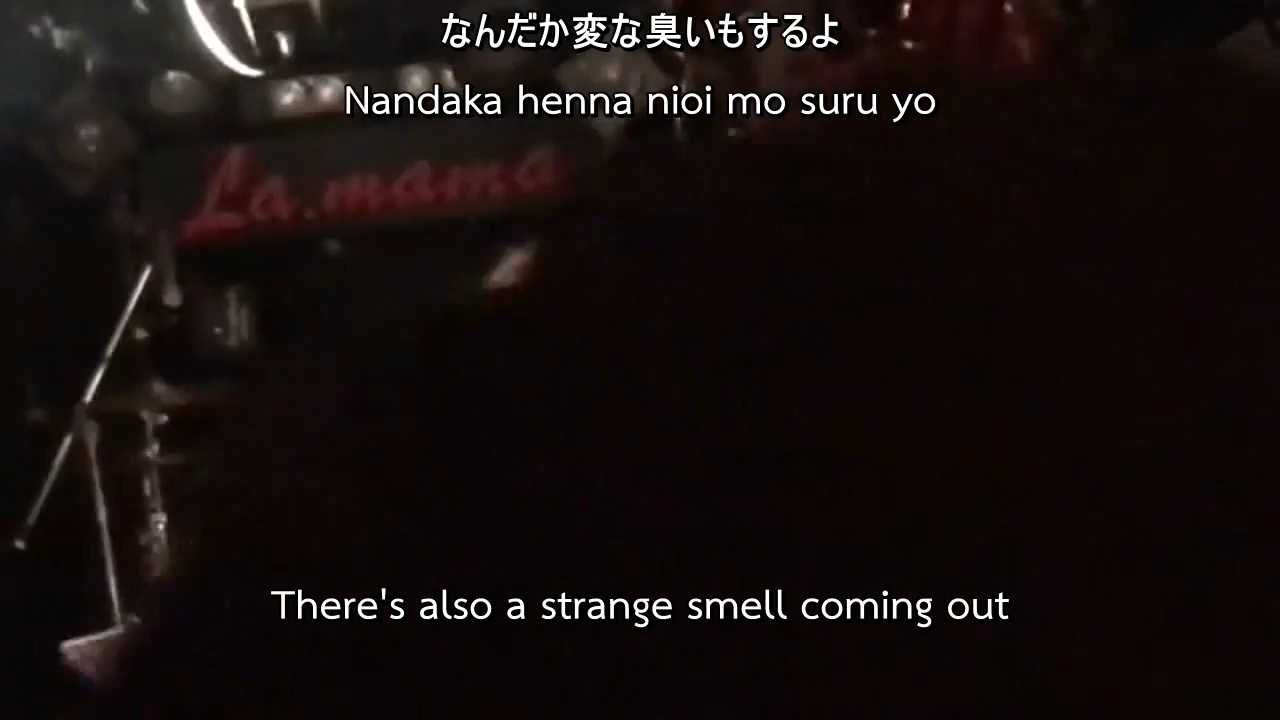 なんだか変な臭いもするよ
Nandaka henna nioi mo suru yo
La.mama
There's also a strange smell coming out